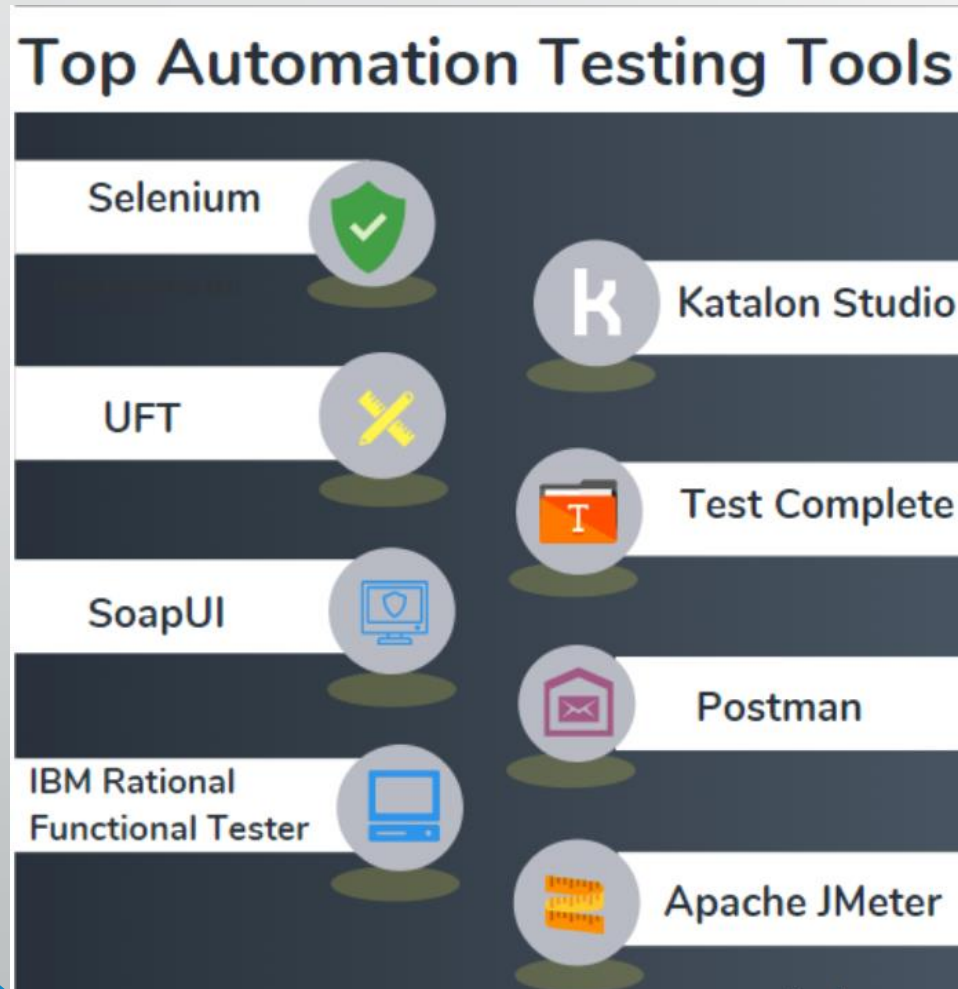 Top Automation Testing Tools
Selenium
Katalon Studio
UFT
T
Test Complete
SoapUI
Postman
IBM Rational
Functional Tester
Apache JMeter